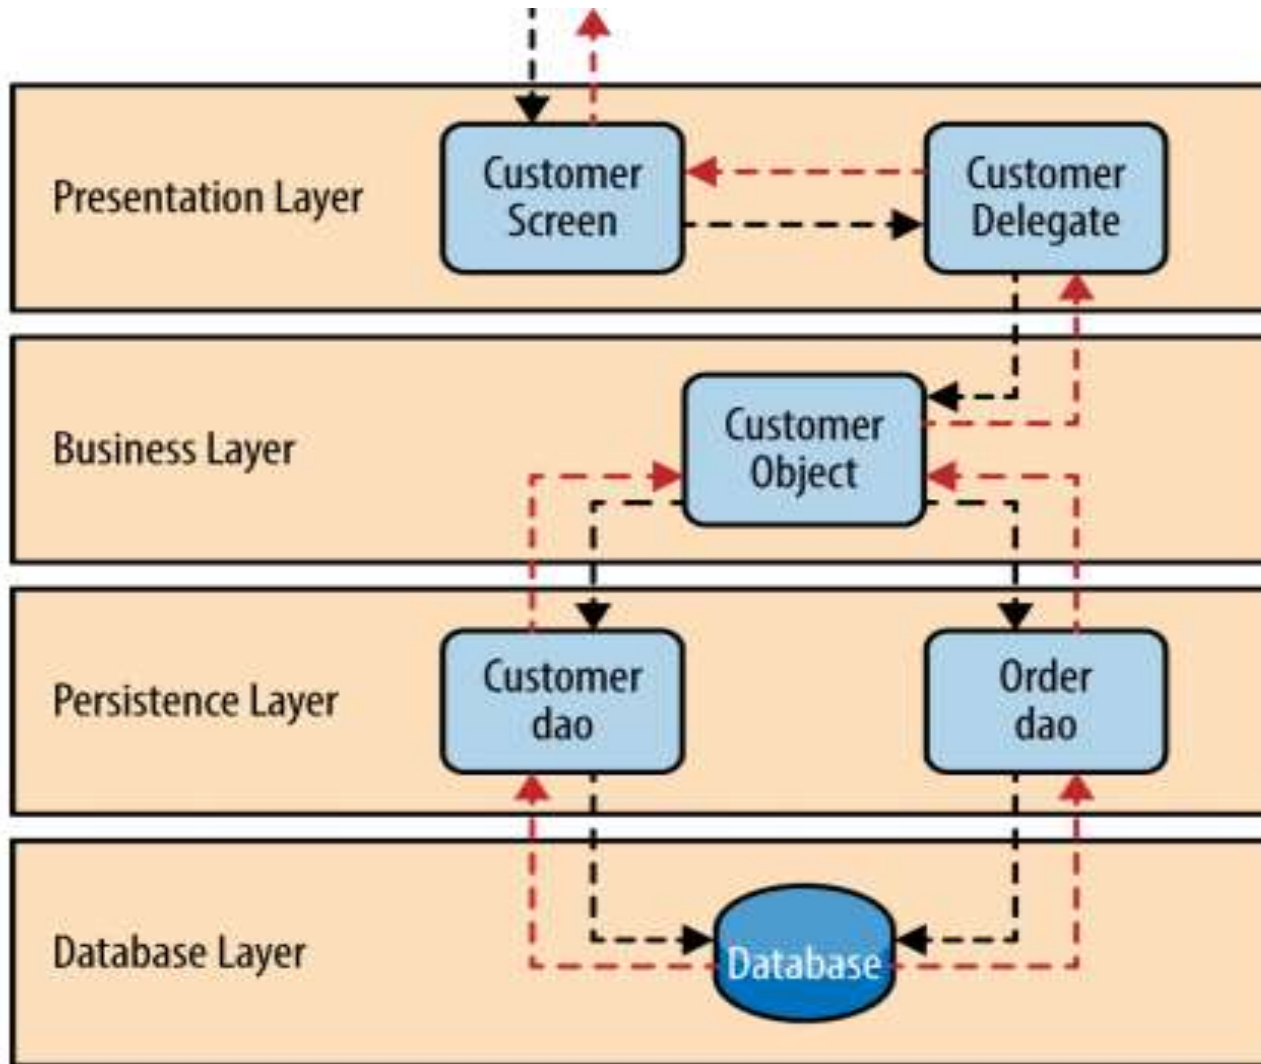 Presentation Layer
Customer
Screen
Customer
Delegate
Business Layer
Customer
Object
Persistence Layer
Customer
dao
Order
dao
Database Layer
Database